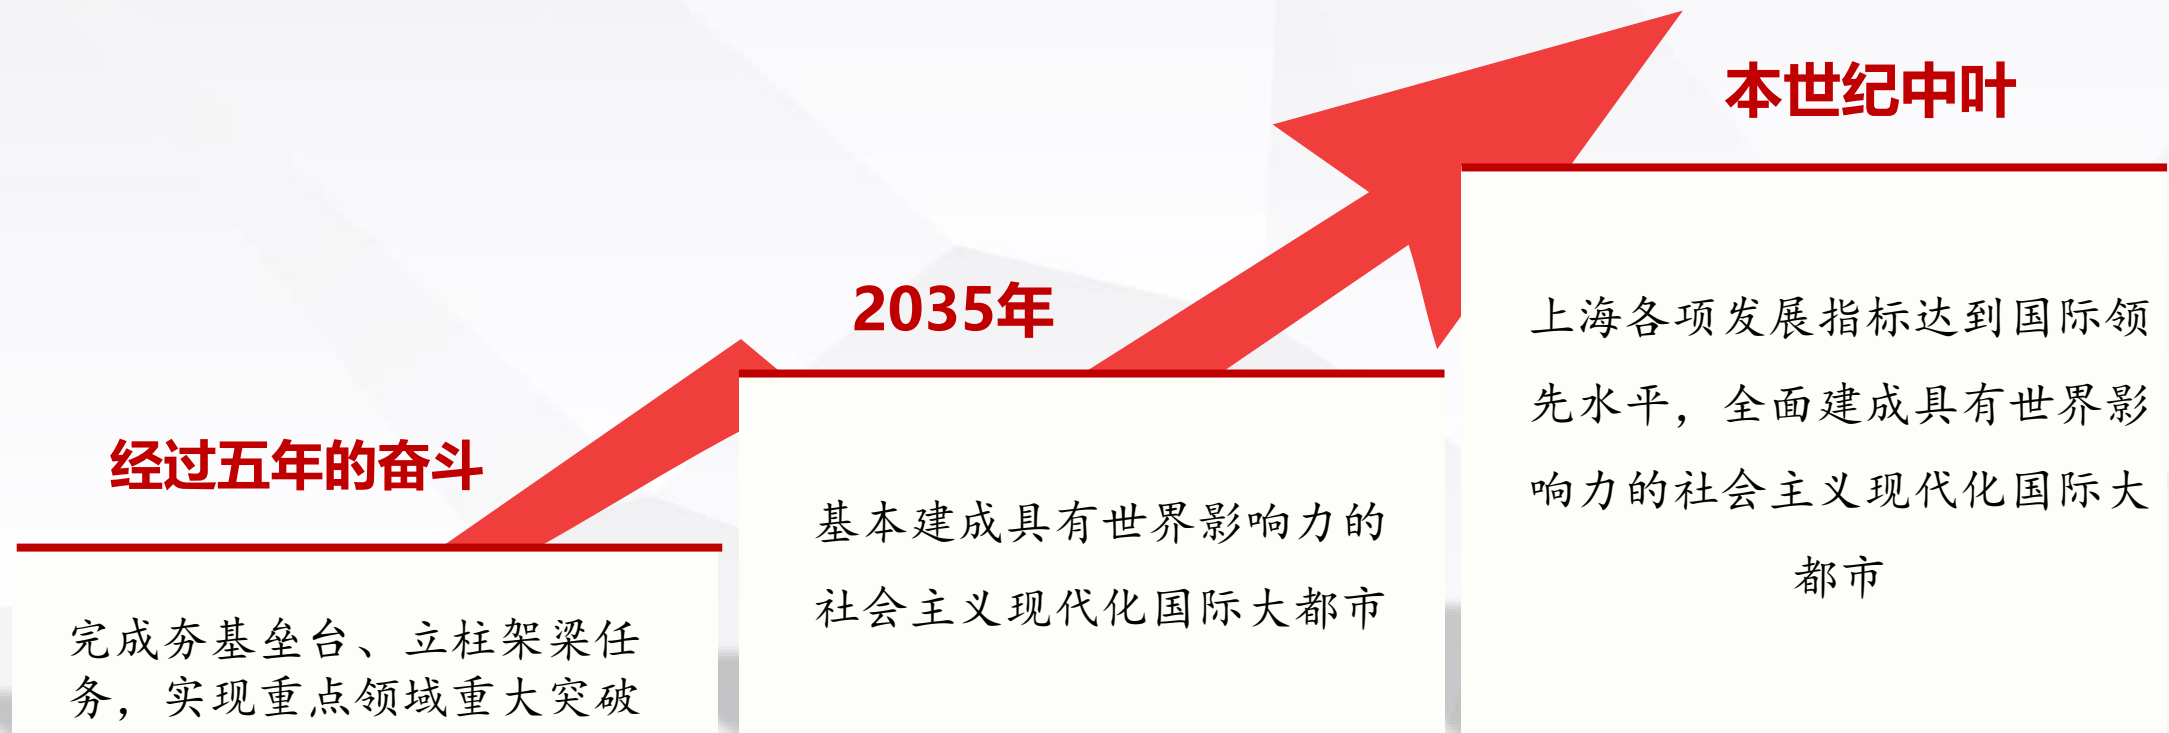 经过五年的奋斗
完成夯基垒台、立柱架梁任
务，实现重点领域重大突破
2035年
基本建成具有世界影响力的
社会主义现代化国际大都市
本世纪中叶
上海各项发展指标达到国际领
先水平，全面建成具有世界影
响力的社会主义现代化国际大
都市